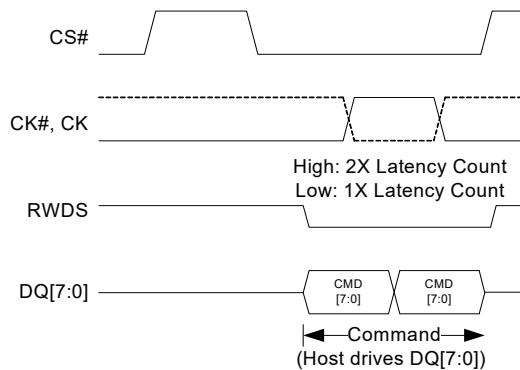 CS#
CK#, CK
High: 2X Latency Count
Low: 1X Latency Count
RWDS
DQ[7:0]
CMD CMD
[7:0] [7:0]
Command
(Host drives DQ[7:0])